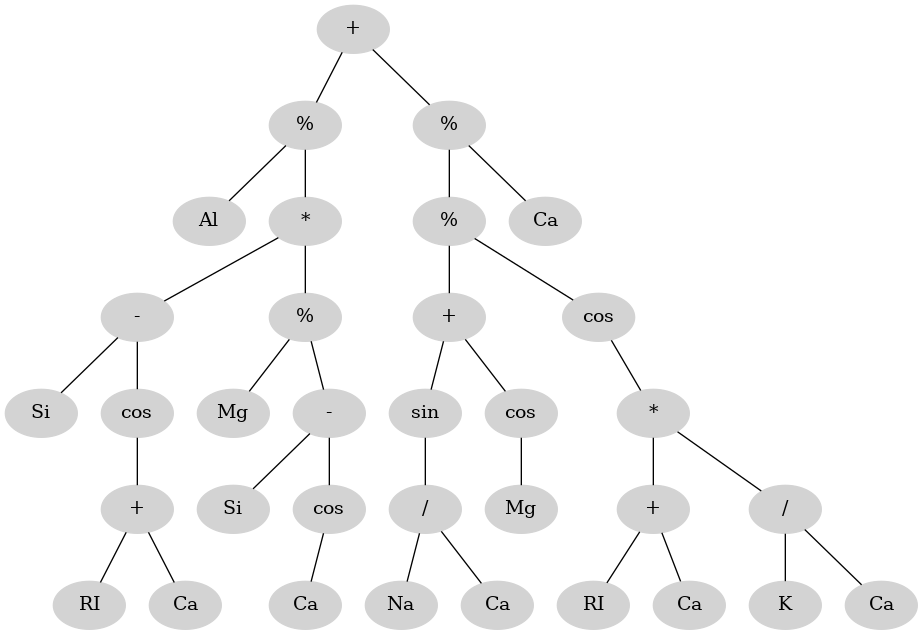 +
% %
Al * % Ca
- % + cos
Si cos Mg - sin cos *
+ Si cos / Mg + /
RI Ca Ca Na Ca RI Ca K Ca